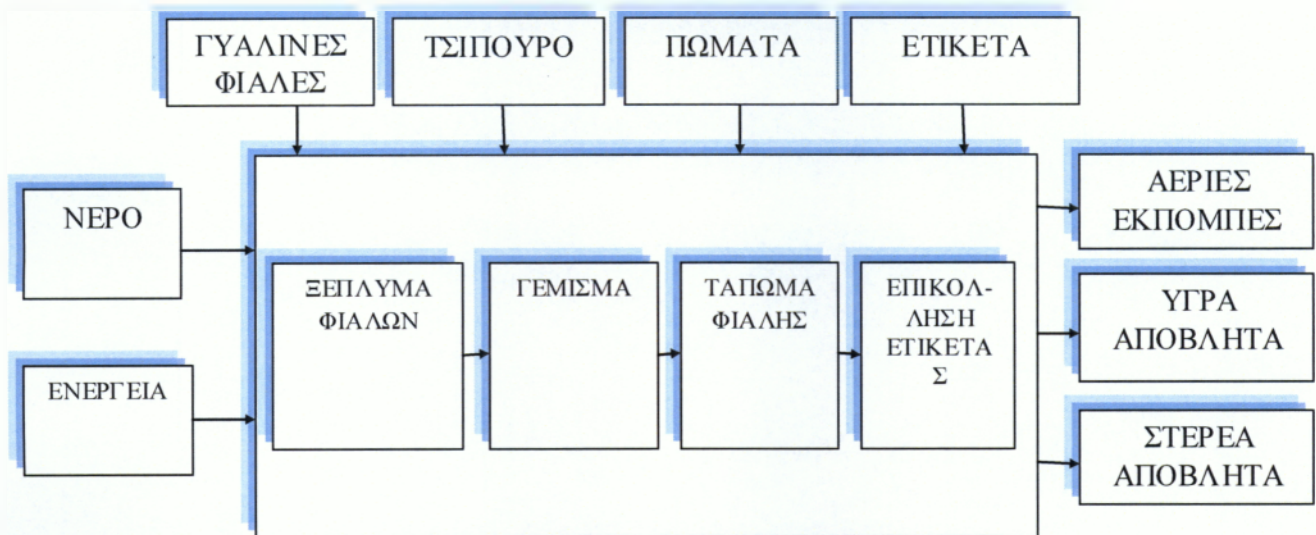 ΓΥΑΛΙΝΕΣ
ΦΙΑΛΕΣ
ΤΣΙΠΟΥΡΟ
ΠΩΜΑΤΑ
ΕΤΙΚΕΤΑ
ΝΕΡΟ
ΕΝΕΡΓΕΙΑ
ΞΕΠΛΥΜΑ
ΦΙΑΛΩΝ
ΓΕΜΙΣΜΑ
ΤΑΠΩΜΑ
ΦΙΑΛΗΣ
ΕΠΙΚΟΛ-
ΛΗΣΗ
ΕΤΙΚΕΤΑ
Σ
ΑΕΡΙΕΣ
ΕΚΠΟΜΠΕΣ
ΥΓΡΑ
ΑΠΟΒΛΗΤΑ
ΣΤΕΡΕΑ
ΑΠΟΒΛΗΤΑ